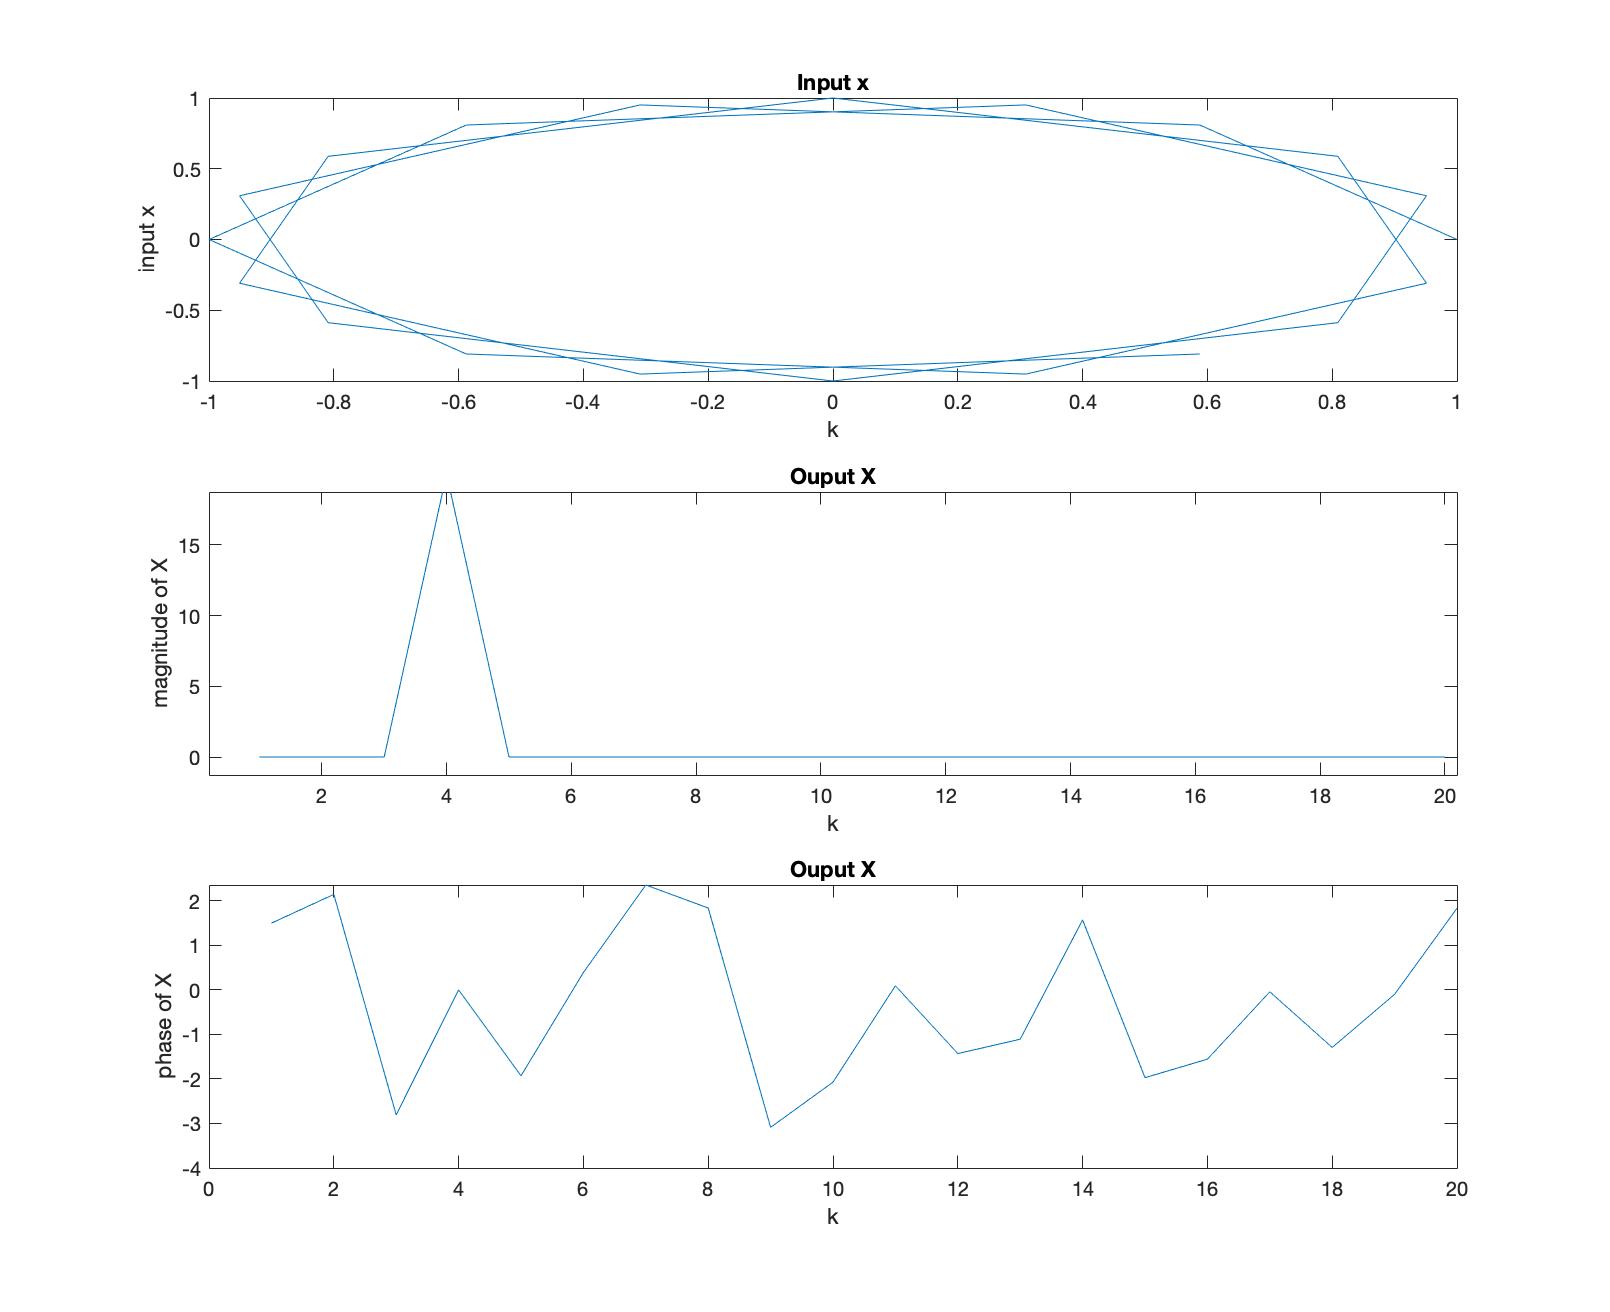 Input x
1
0.5
0
-0.5
-1
input x
-1 -0.8 -0.6 -0.4 -0.2 0 0.2 0.4 0.6 0.8 1
k
Ouput X
15
10
5
0
magnitude of X
2 4 6 8 10 12 14 16 18 20
k
Ouput X
2
1
0
-1
-2
-3
-4
phase of X
0 2 4 6 8 10 12 14 16 18 20
k